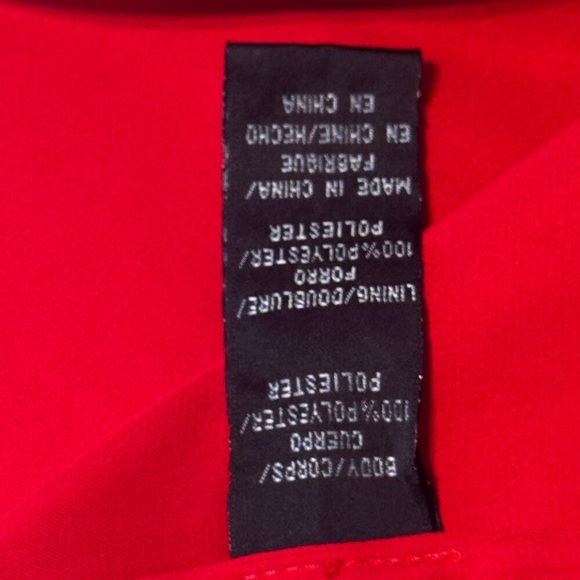 BODY/CORPS/
CUERPO
100%POLYESTER/
POLIESTER
LINING/DOUBLURE/
FORRO
100%POLYESTER/
POLIESTER
MADE IN CHINA/
FABRIQUE
EN CHINE/HECHO
EN CHINA